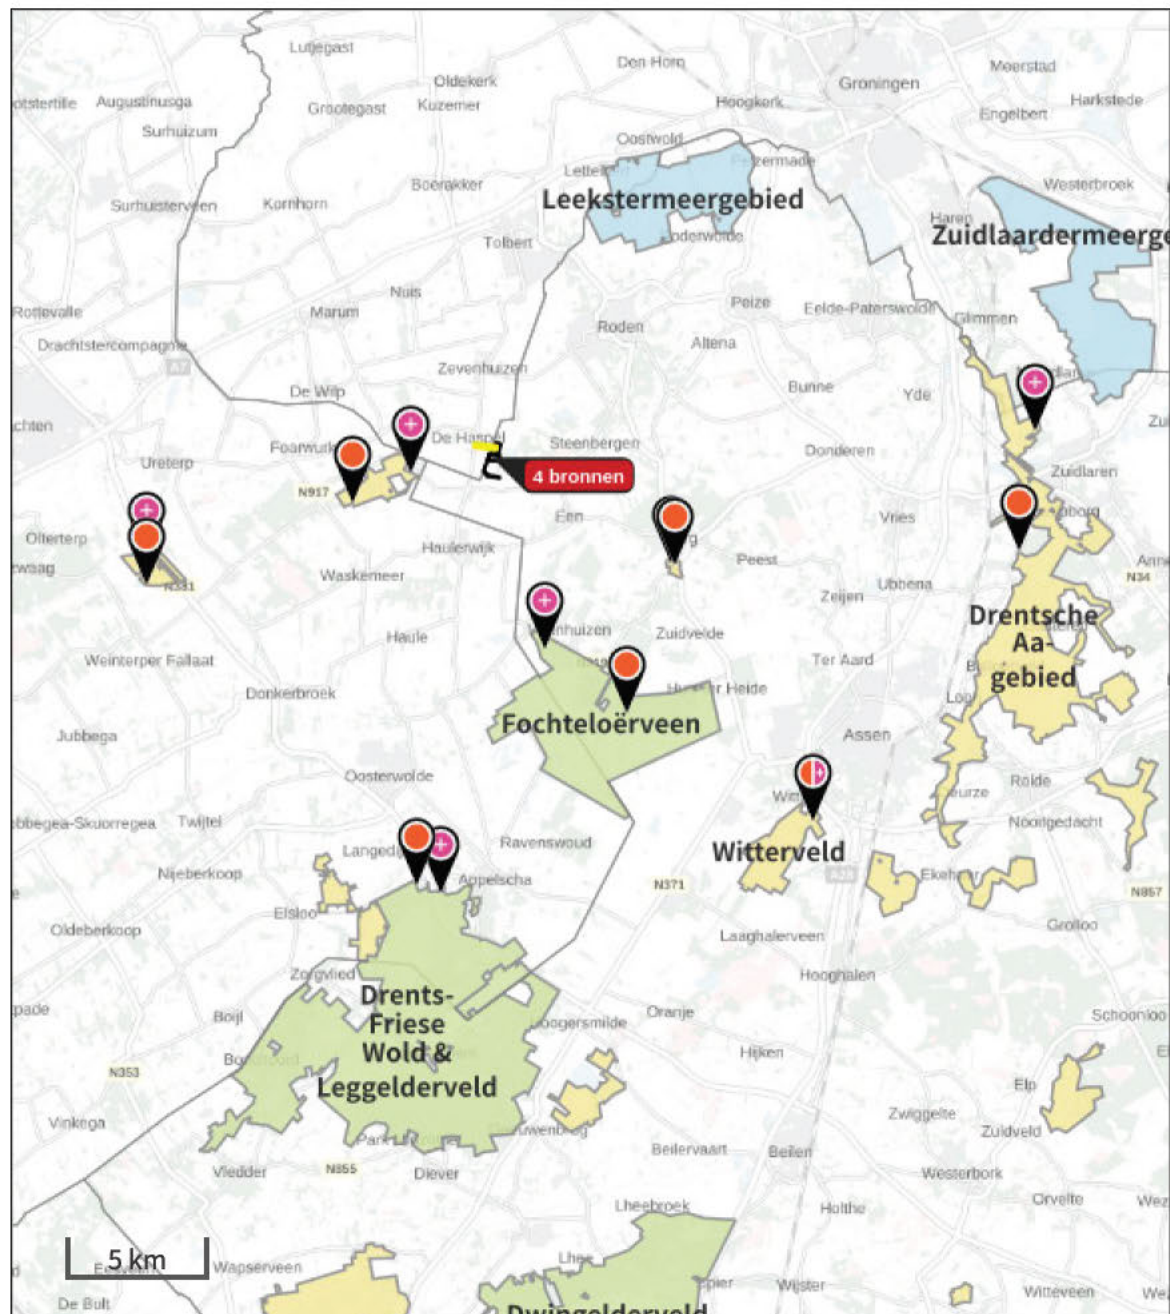 Lutjegast
Den Horn
Meerstad
Oldekerk
Groningen
Augustinusga
Grootegast
Kuzemer
Hoogkerk
Harkstede
Engelbert
Surhuizum
Oostwold
Boerakker
Westerbroek
Leekstermeergebied
Surhuisterveen
Kornhorn
Haren
Zuidlaardermeerge
Tolbert
Nuis
Peize
Eelde-Paterswolde
Rottevalle
Marum
Roden
Glimmen
Drachtstercompagnie
Altena
A7
Zevenhuizen
De Wilp
Bunne
Yde
De Haspel
Steenbergen
Donderen
Ureterp
Zuidlaren
4 bronnen
N917
Een
Vries
Olterterp
Haulerwijk
Peest
N381
Waskemeer
Ubbena
N34
Zeijen
Haule
Zuidvelde
Drentsche
Aa-
gebied
Weinterper Fallaat
Ter Aard
Donkerbroek
Fochteloërveen
Jubbega
Assen
Oosterwolde
Rolde
Twijtel
Nooitgedacht
Ravenswoud
Witterveld
Nijeberkoop
Appelscha
N371
N857
Elsloo
Oldeberkoop
Laaghalerveen
Grolloo
Zorgvlied
Hooghalen
Drents-
Friese
Wold &
Leggelderveld
Boijl
Oranje
Schoonloo
Hijken
N353
Elp
Vinkega
Zwiggelte
Zuidveld
N855
Vledder
Diever
Beilervaart
Beilen
Westerbork
Lheebroek
Holthe
Orvelte
5 km
Wapserveen
Wijster
Witteveen
De Bult
Dwingelderveld